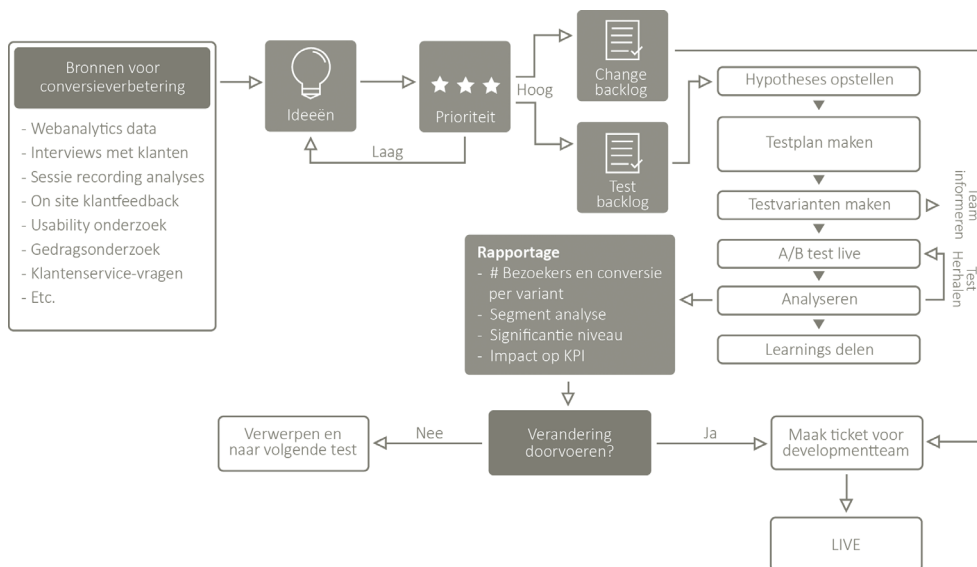 Bronnen voor
conversieverbetering
- Webanalytics data
- Interviews met klanten
- Sessie recording analyses
- On site klantfeedback
- Usability onderzoek
- Gedragsonderzoek
- Klantenservice-vragen
- Etc.
Ideeën
Prioriteit
Laag
Hoog
Change
backlog
Test
backlog
Hypotheses opstellen
Testplan maken
Testvarianten maken
Team
informeren
A/B test live
Test
Herhalen
Analyseren
Learnings delen
Rapportage
- # Bezoekers en conversie
per variant
- Segment analyse
- Significantie niveau
- Impact op KPI
Verandering
doorvoeren?
Nee
Verwerpen en
naar volgende test
Ja
Maak ticket voor
developmentteam
LIVE